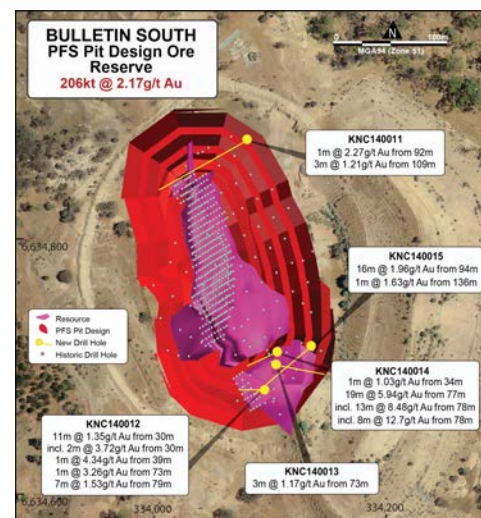 BULLETIN SOUTH
PFS Pit Design Ore
Reserve
206kt @ 2.17g/t Au
N
0 100m
MGA94 (Zone 51)
KNC140011
1m @ 2.27g/t Au from 92m
3m @ 1.21g/t Au from 109m
6,634,800
KNC140015
16m @ 1.96g/t Au from 94m
1m @ 1.63g/t Au from 136m
Resource
PFS Pit Design
New Drill Hole
Historic Drill Hole
KNC140014
1m @ 1.03g/t Au from 34m
19m @ 5.94g/t Au from 77m
incl. 13m @ 8.48g/t Au from 78m
incl. 8m @ 12.7g/t Au from 78m
KNC140012
11m @ 1.35g/t Au from 30m
incl. 2m @ 3.72g/t Au from 30m
1m @ 4.34g/t Au from 39m
1m @ 3.26g/t Au from 73m
7m @ 1.53g/t Au from 79m
KNC140013
3m @ 1.17g/t Au from 73m
6,634,600
334,000
334,200